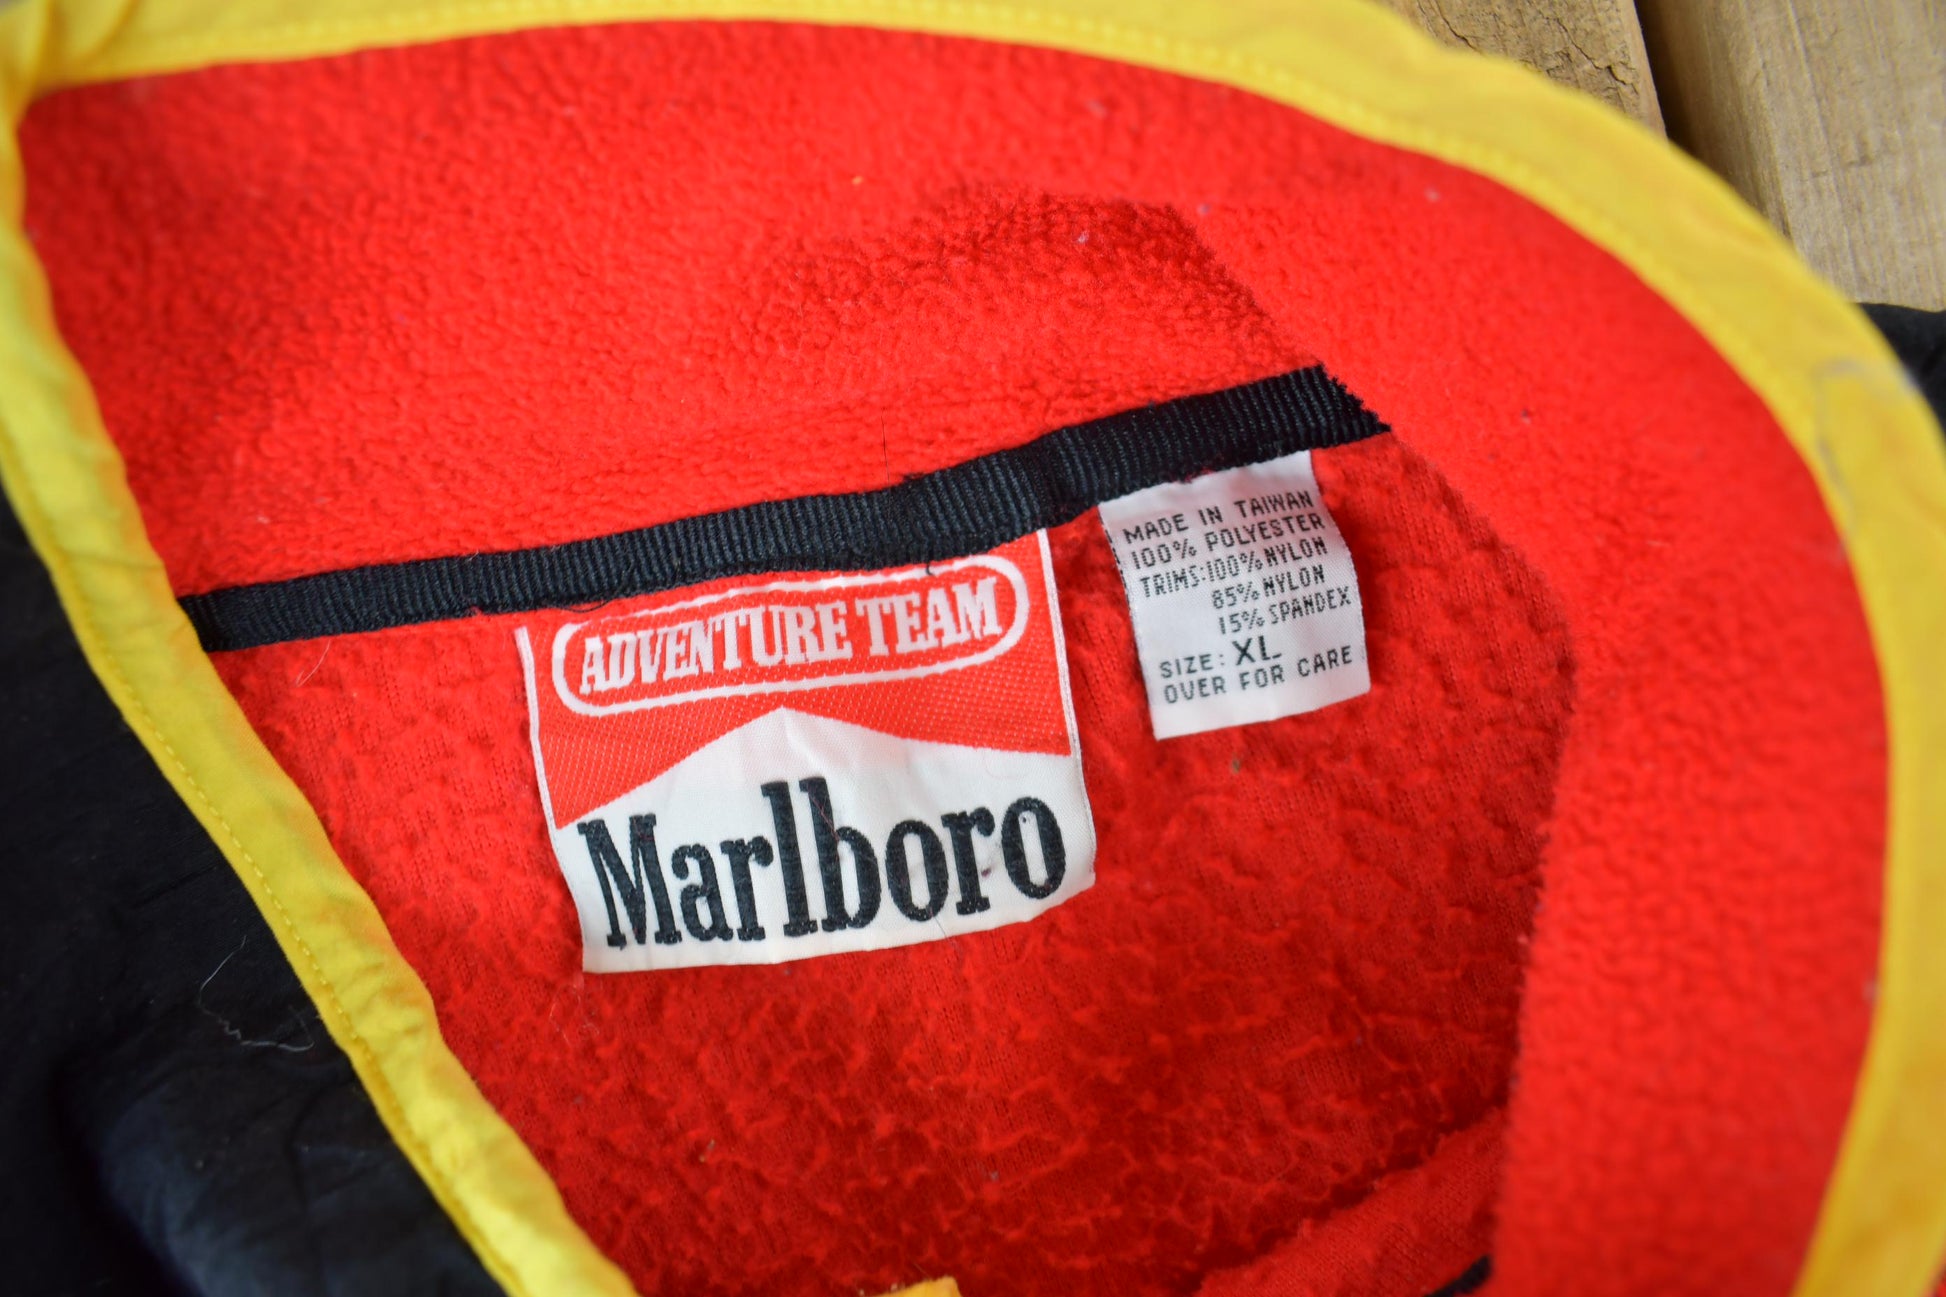 ADVENTURE TEAM
Marlboro
MADE IN TAIWAN
100% POLYESTER
TRIMS:100% NYLON
85% NYLON
15% SPANDEX
SIZE: XL
OVER FOR CARE